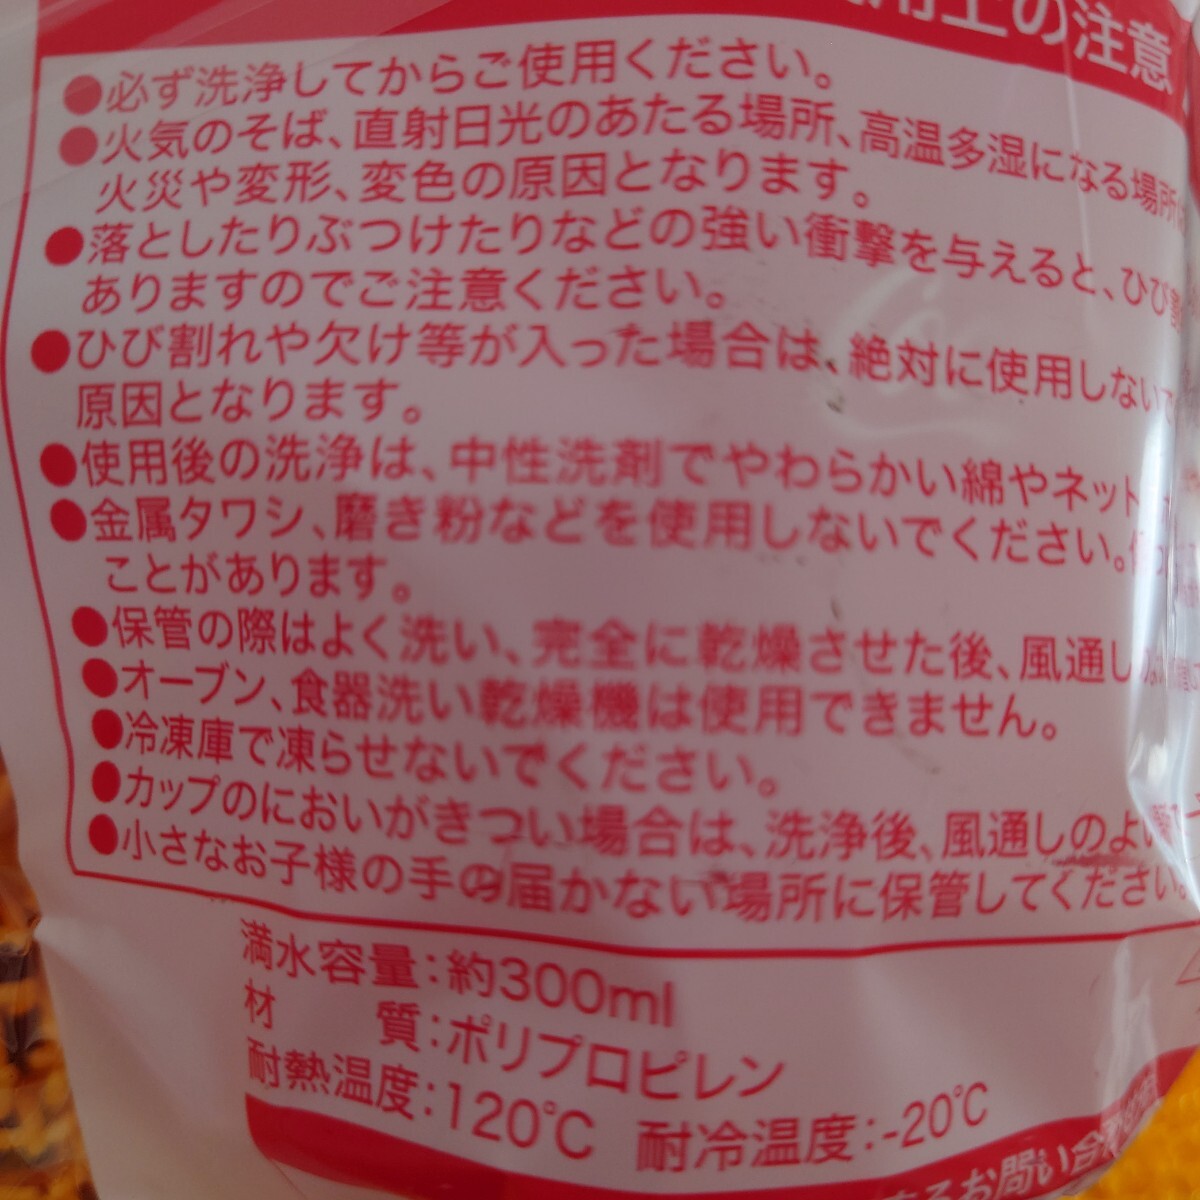 用上の注意
●必ず洗浄してからご使用ください。
●火気のそば、直射日光のあたる場所、高温多湿になる場所
火災や変形、変色の原因となります。
●落としたりぶつけたりなどの強い衝撃を与えると、ひび
ありますのでご注意ください。
●ひび割れや欠け等が入った場合は、絶対に使用しない
原因となります。
●使用後の洗浄は、中性洗剤でやわらかい綿やネット
●金属タワシ、磨き粉などを使用しないでください。
ことがあります。
●保管の際はよく洗い、完全に乾燥させた後、風通し
●オーブン、食器洗い乾燥機は使用できません。
●冷凍庫で凍らせないでください。
●カップのにおいがきつい場合は、洗浄後、風通しのよい
●小さなお子様の手の届かない場所に保管してください。
満水容量:約300ml
材 質:ポリプロピレン
耐熱温度:120℃ 耐冷温度:-20℃
するお問い合